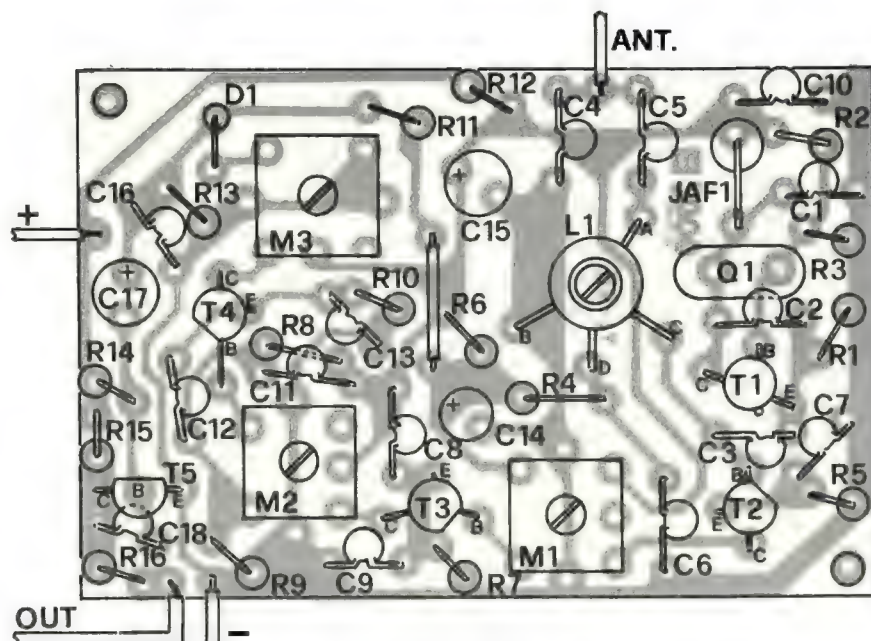 ANT.
R12
C10
D1
C4
C5
R2
R11
C16
R13
JAF1
C1
+
+
M3
C15
L1
A
R3
+
C
Q1
C17
R10
T4
E
R6
C2
R8
B
C
B
R1
B
C13
D
R14
C11
R4
C
T1
E
+
C7
C12
C14
R15
C8
C3
T5
M2
E
B
R5
C
B
E
T3
E
T2
C
B
C
C18
R16
R9
C9
R7
M1
C6
OUT
-